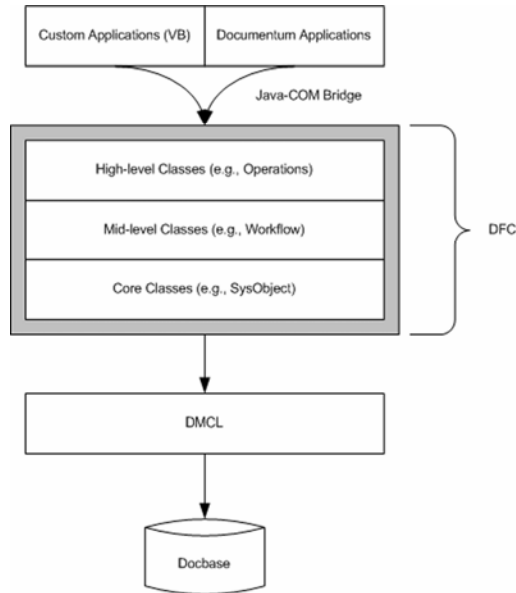 Custom Applications (VB)
Documentum Applications
Java-COM Bridge
High-level Classes (e.g., Operations)
Mid-level Classes (e.g., Workflow)
Core Classes (e.g., SysObject)
DFC
DMCL
Docbase